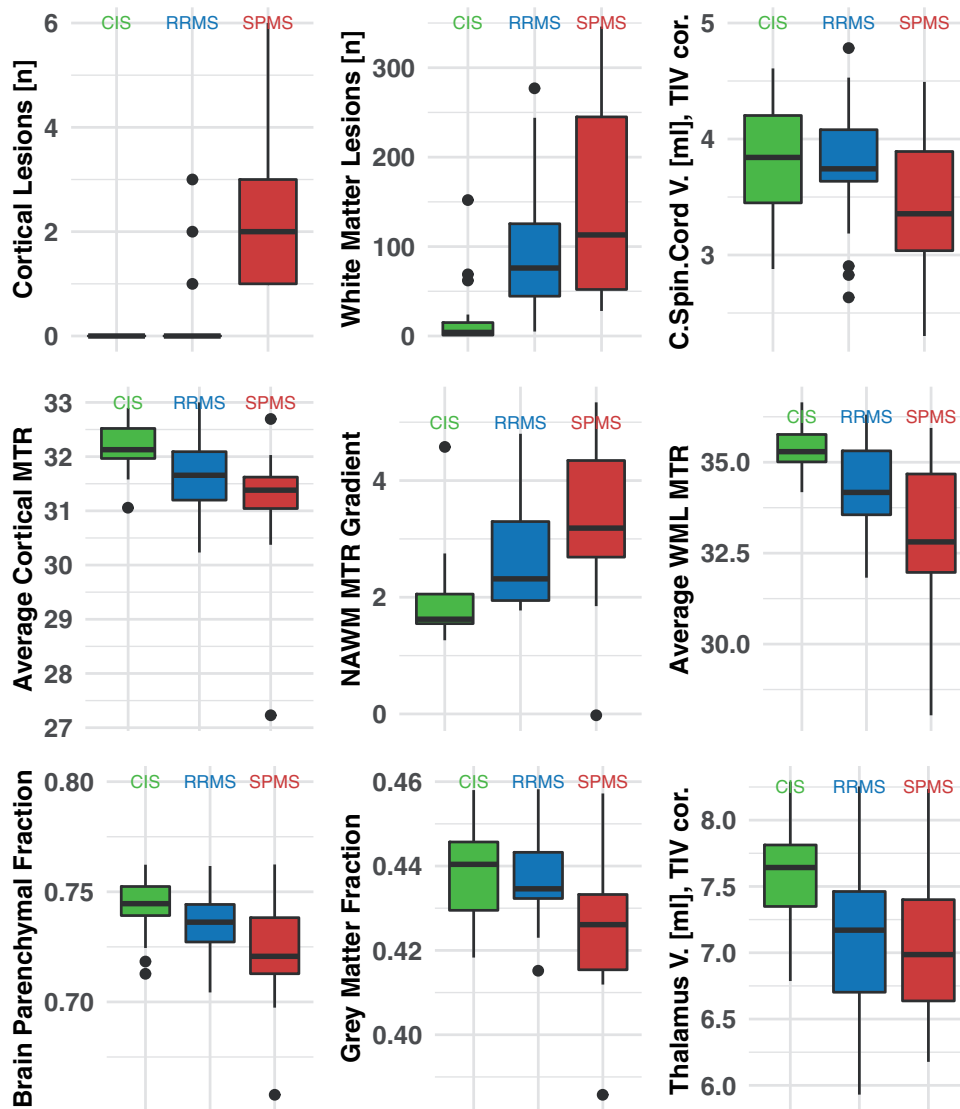 Cortical Lesions [n]
CIS RRMS SPMS
6
4
2
0
White Matter Lesions [n]
CIS RRMS SPMS
300
200
100
0
C.Spin.Cord V. [ml], TIV cor.
CIS RRMS SPMS
5
4
3
Average Cortical MTR
CIS RRMS SPMS
33
32
31
30
29
28
27
NAWM MTR Gradient
CIS RRMS SPMS
4
2
0
Average WML MTR
CIS RRMS SPMS
35.0
32.5
30.0
Brain Parenchymal Fraction
CIS RRMS SPMS
0.80
0.75
0.70
Grey Matter Fraction
CIS RRMS SPMS
0.46
0.44
0.42
0.40
Thalamus V. [ml], TIV cor.
CIS RRMS SPMS
8.0
7.5
7.0
6.5
6.0